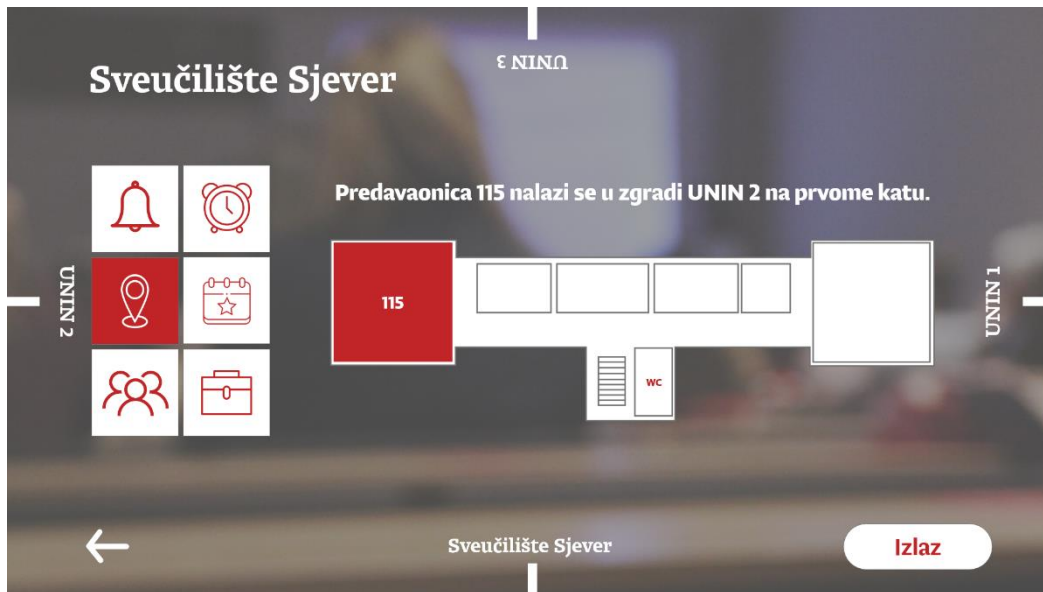 UNIN 3
Sveučilište Sjever
Predavaonica 115 nalazi se u zgradi UNIN 2 na prvome katu.
UNIN 2
115
WC
UNIN 1
Sveučilište Sjever
Izlaz